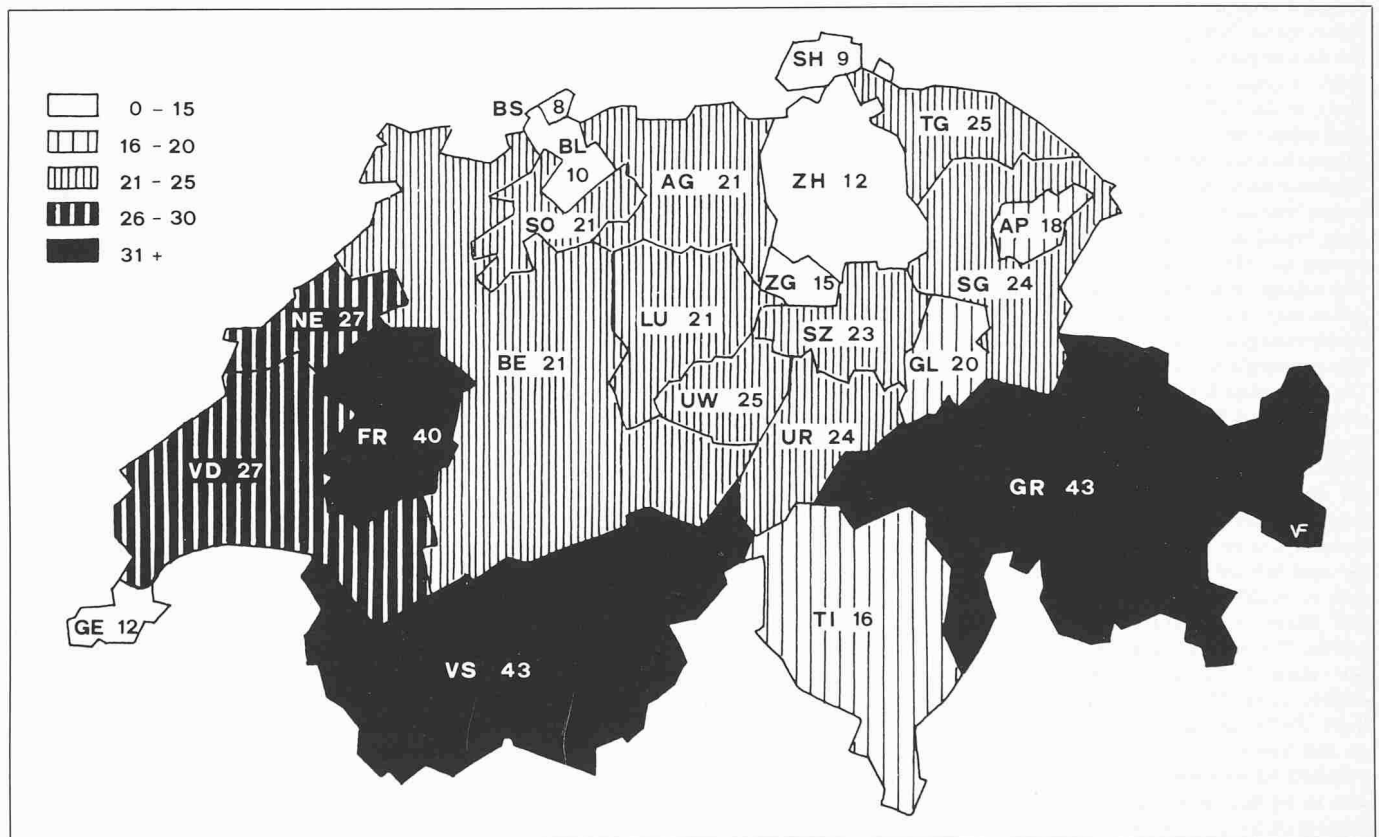 0 - 15
16 - 20
21 - 25
26 - 30
31 +
SH 9
BS 8
TG 25
BL
10
AG 21
ZH 12
SO 21
AP 18
ZG 15
SG 24
NE 27
LU 21
SZ 23
BE 21
GL 20
UW 25
FR 40
UR 24
VD 27
GR 43
VF
GE 12
TI 16
VS 43